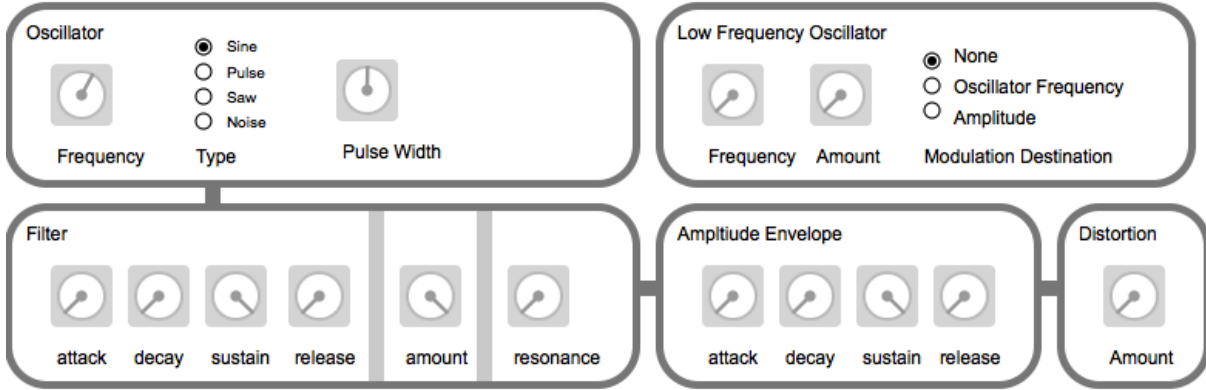 Oscillator
Sine
Pulse
Saw
Noise
Frequency
Type
Pulse Width
Low Frequency Oscillator
None
Oscillator Frequency
Amplitude
Frequency
Amount
Modulation Destination
Filter
attack
decay
sustain
release
amount
resonance
Ampltiude Envelope
attack
decay
sustain
release
Distortion
Amount